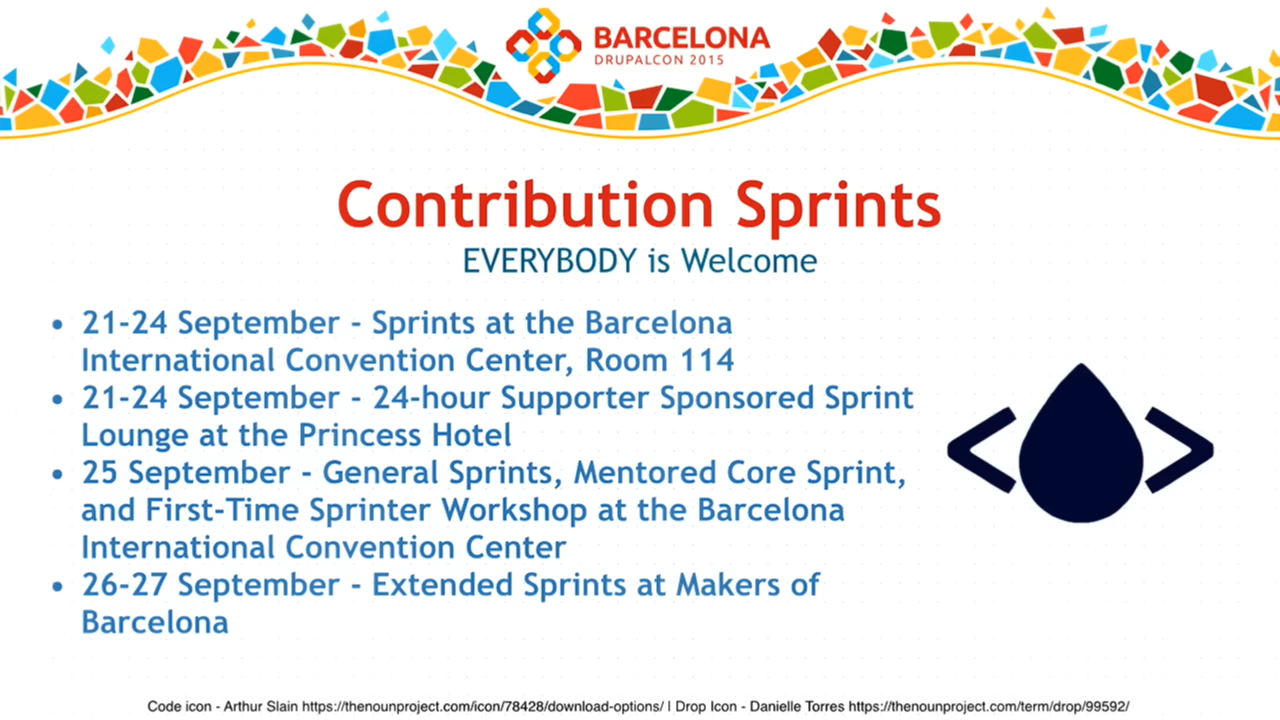 BARCELONA
DRUPALCON 2015
Contribution Sprints
EVERYBODY is Welcome
• 21-24 September - Sprints at the Barcelona
International Convention Center, Room 114
• 21-24 September - 24-hour Supporter Sponsored Sprint
Lounge at the Princess Hotel
• 25 September - General Sprints, Mentored Core Sprint,
and First-Time Sprinter Workshop at the Barcelona
International Convention Center
• 26-27 September - Extended Sprints at Makers of
Barcelona
Code icon - Arthur Slain https://thenounproject.com/icon/78428/download-options/ | Drop Icon - Danielle Torres https://thenounproject.com/term/drop/99592/